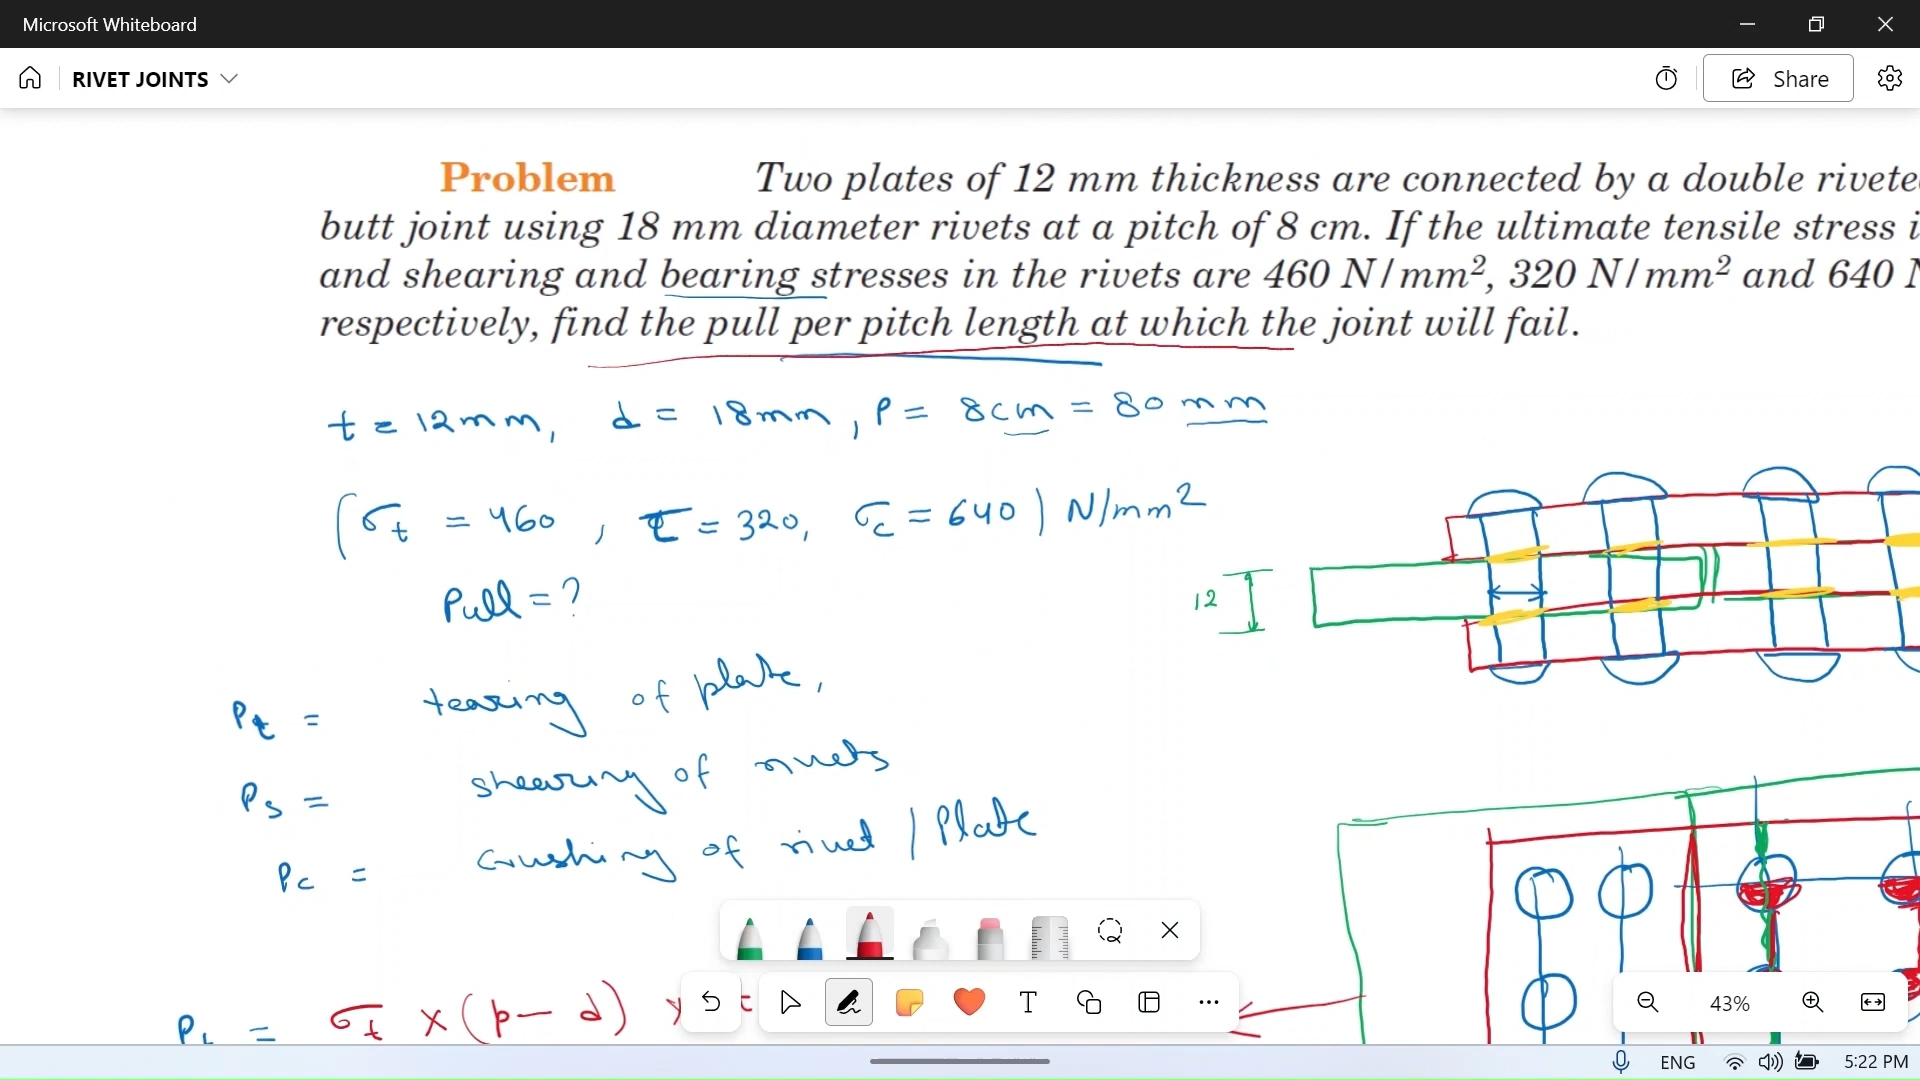 Microsoft Whiteboard
RIVET JOINTS
Share
Problem Two plates of 12 mm thickness are connected by a double rivete
butt joint using 18 mm diameter rivets at a pitch of 8 cm. If the ultimate tensile stress i
and shearing and bearing stresses in the rivets are 460 N/mm², 320 N/mm² and 640 N
respectively, find the pull per pitch length at which the joint will fail.
t = 12mm, d = 18mm, P = 8cm = 80 mm
(σt = 460, τ = 320, σc = 640) N/mm²
Pull = ?
12
Pt = tearing of plate,
Ps = shearing of rivets
Pc = crushing of rivet / Plate
Pt = σt × (p - d) × t
T
43%
ENG
5:22 PM